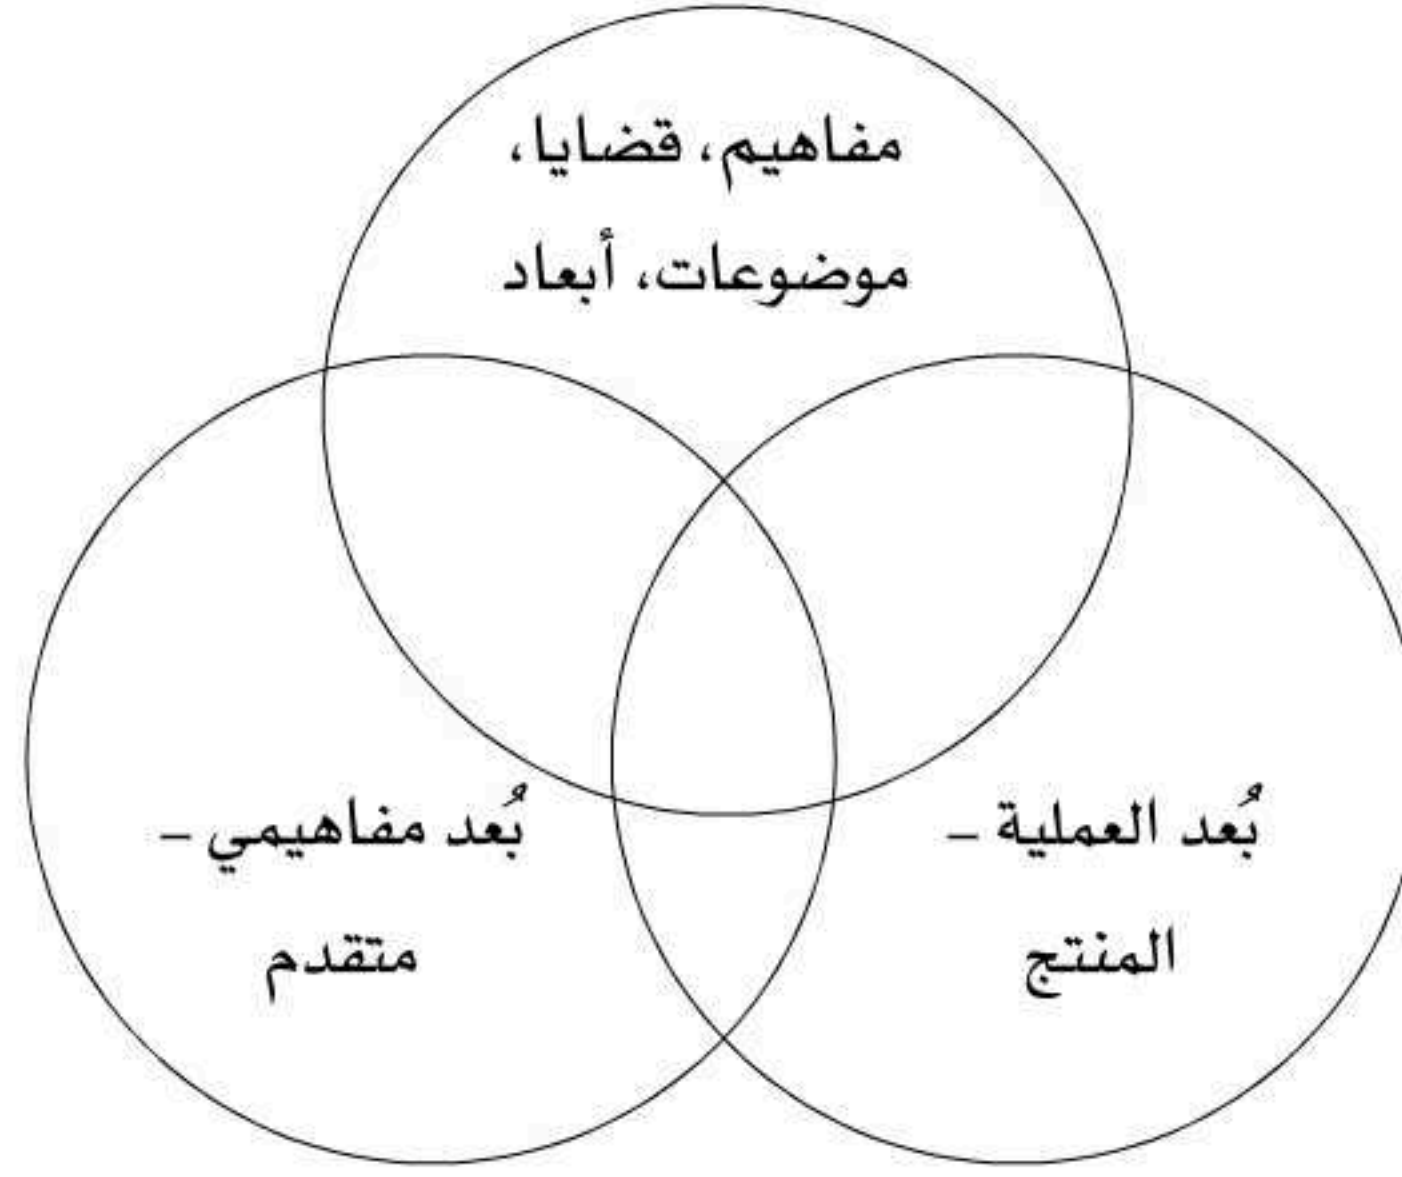 مفاهيم، قضايا،
موضوعات، أبعاد
بُعد العملية –
المنتج
بُعد مفاهيمي –
متقدم